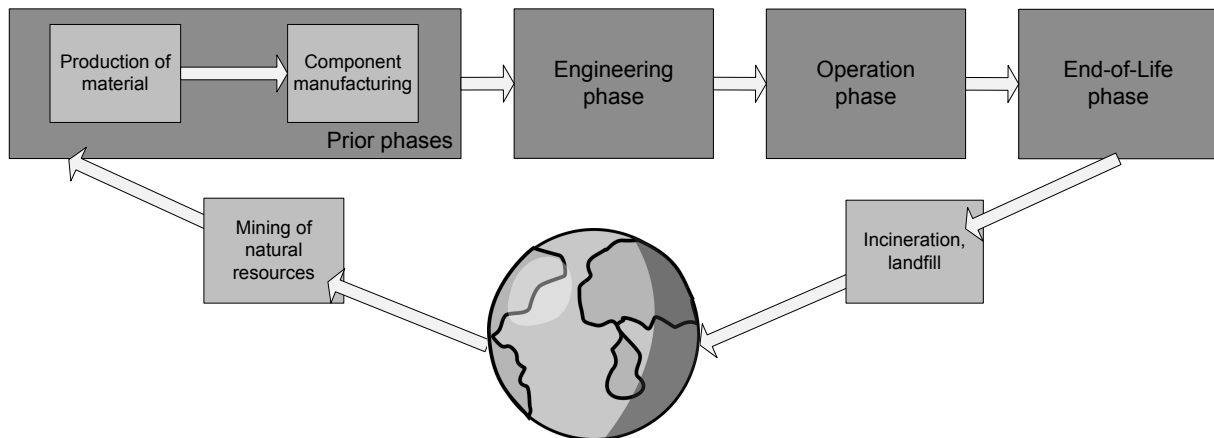 Production of
material
Component
manufacturing
Prior phases
Engineering
phase
Operation
phase
End-of-Life
phase
Mining of
natural
resources
Incineration,
landfill